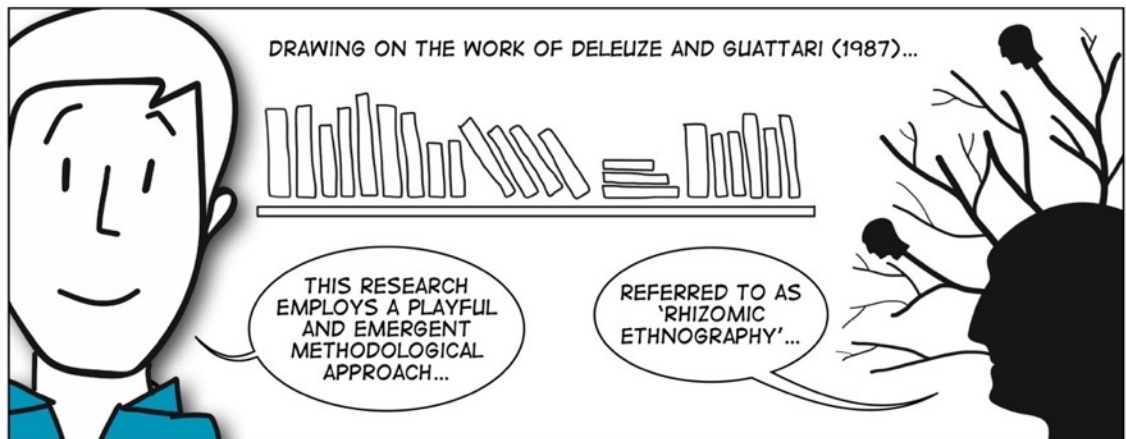 DRAWING ON THE WORK OF DELEUZE AND GUATTARI (1987)...
THIS RESEARCH
EMPLOYS A PLAYFUL
AND EMERGENT
METHODOLOGICAL
APPROACH...
REFERRED TO AS
'RHIZOMIC
ETHNOGRAPHY'...